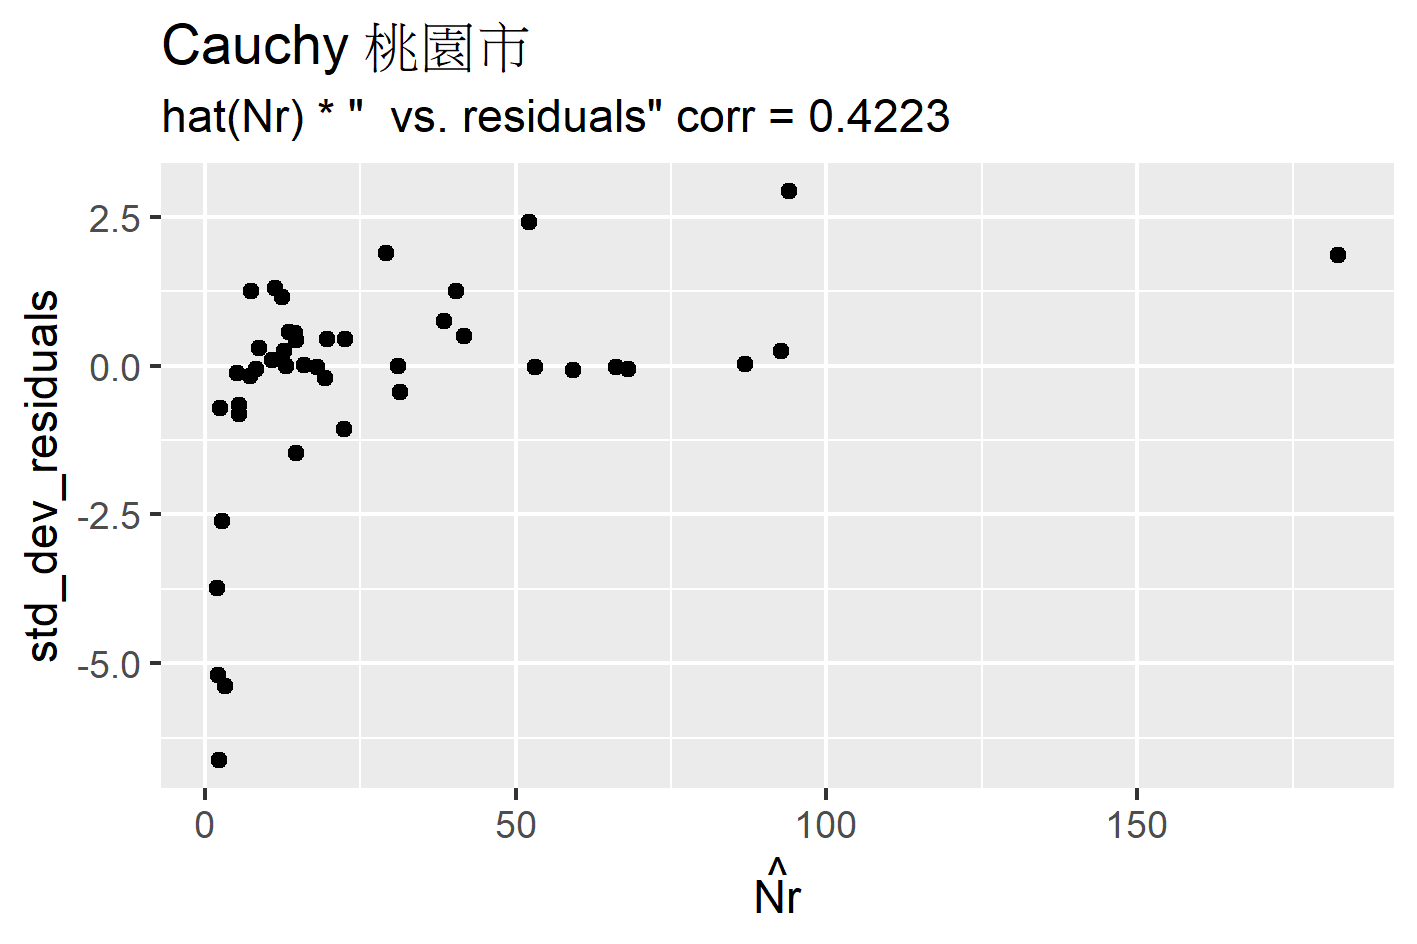 Cauchy 桃園市
hat(Nr) * "  vs. residuals" corr = 0.4223
std_dev_residuals
2.5
0.0
-2.5
-5.0
0
50
100
150
N̂r